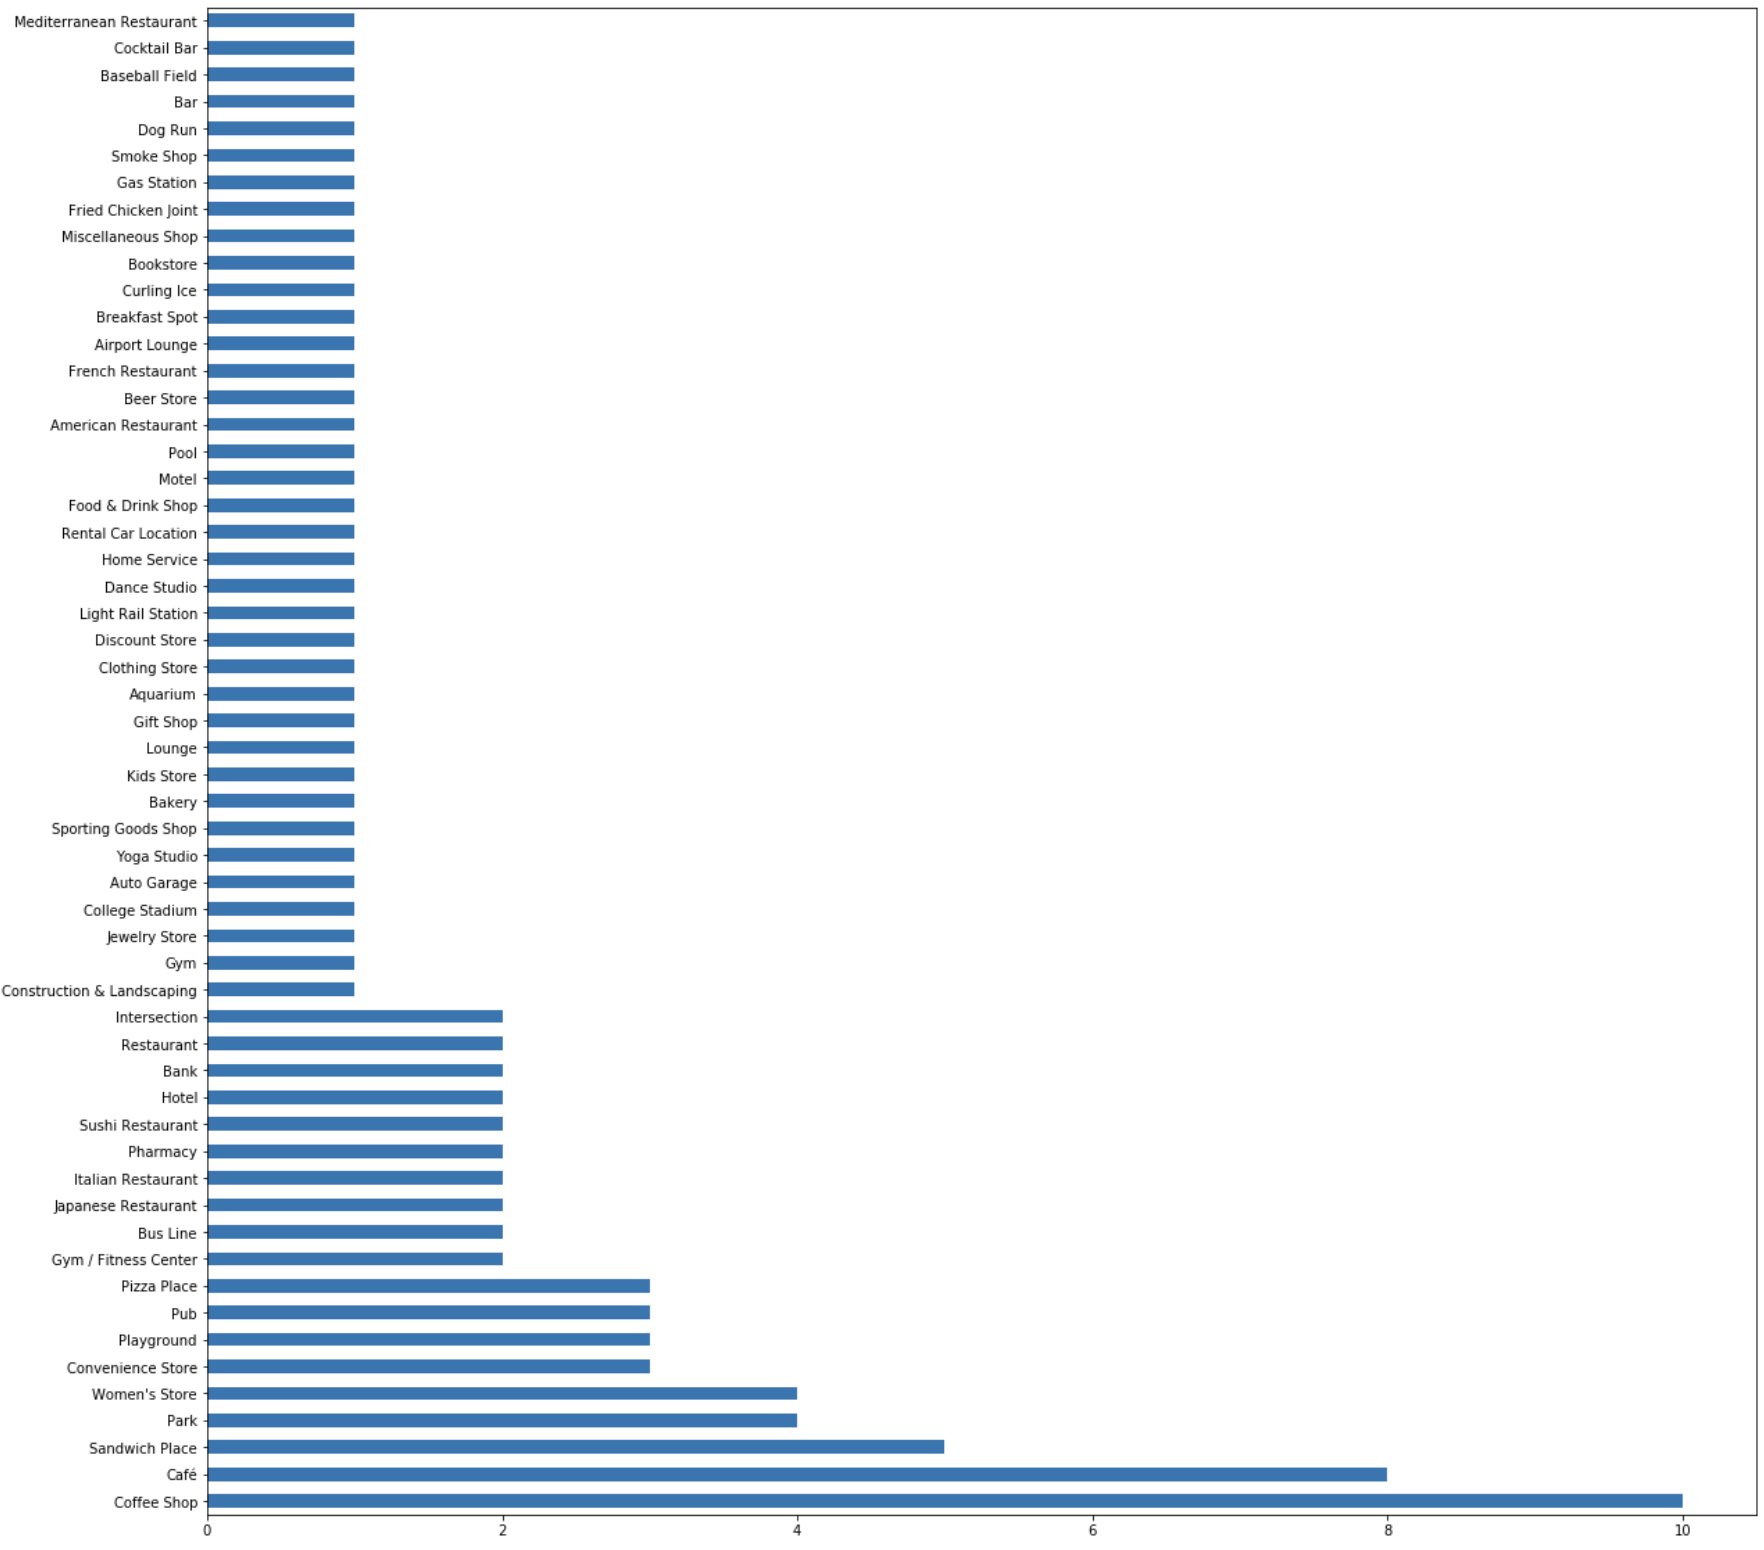 Mediterranean Restaurant
Cocktail Bar
Baseball Field
Bar
Dog Run
Smoke Shop
Gas Station
Fried Chicken Joint
Miscellaneous Shop
Bookstore
Curling Ice
Breakfast Spot
Airport Lounge
French Restaurant
Beer Store
American Restaurant
Pool
Motel
Food & Drink Shop
Rental Car Location
Home Service
Dance Studio
Light Rail Station
Discount Store
Clothing Store
Aquarium
Gift Shop
Lounge
Kids Store
Bakery
Sporting Goods Shop
Yoga Studio
Auto Garage
College Stadium
Jewelry Store
Gym
Construction & Landscaping
Intersection
Restaurant
Bank
Hotel
Sushi Restaurant
Pharmacy
Italian Restaurant
Japanese Restaurant
Bus Line
Gym / Fitness Center
Pizza Place
Pub
Playground
Convenience Store
Women's Store
Park
Sandwich Place
Café
Coffee Shop
0 2 4 6 8 10